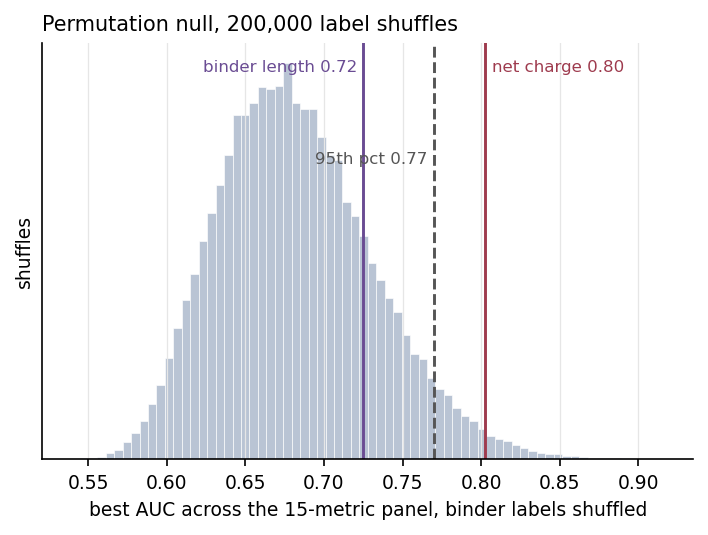 Permutation null, 200,000 label shuffles
binder length 0.72
net charge 0.80
95th pct 0.77
shuffles
0.55 0.60 0.65 0.70 0.75 0.80 0.85 0.90
best AUC across the 15-metric panel, binder labels shuffled